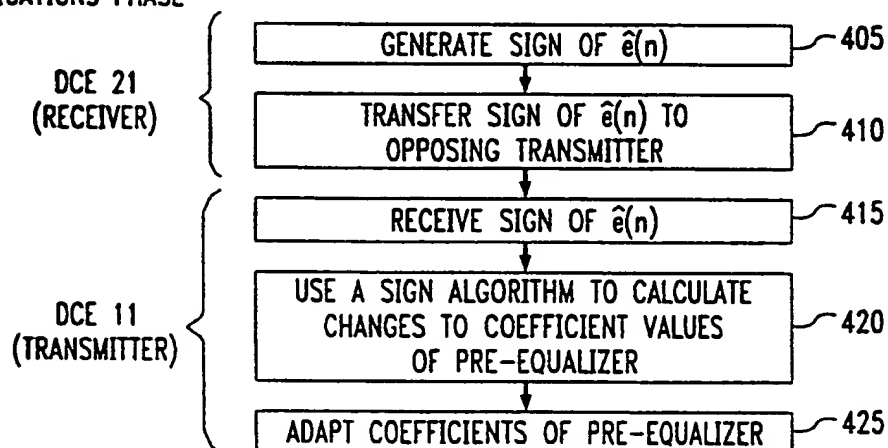 GENERATE SIGN OF ê(n)
405
DCE 21
(RECEIVER)
TRANSFER SIGN OF ê(n) TO
OPPOSING TRANSMITTER
410
RECEIVE SIGN OF ê(n)
415
DCE 11
(TRANSMITTER)
USE A SIGN ALGORITHM TO CALCULATE
CHANGES TO COEFFICIENT VALUES
OF PRE-EQUALIZER
420
ADAPT COEFFICIENTS OF PRE-EQUALIZER
425